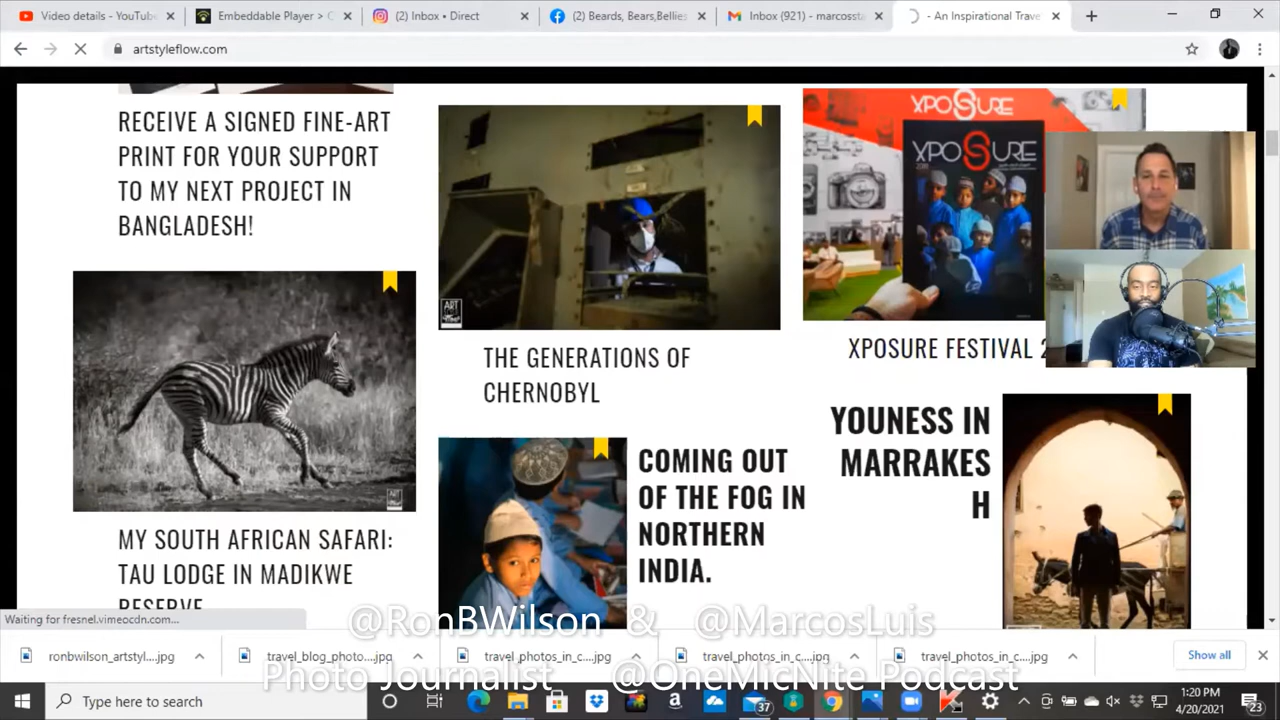 Video details - YouTube
Embeddable Player > C
(2) Inbox • Direct
(2) Beards, Bears,Bellies
Inbox (921) - marcossta
- An Inspirational Trave
artstyleflow.com
RECEIVE A SIGNED FINE-ART
PRINT FOR YOUR SUPPORT
TO MY NEXT PROJECT IN
BANGLADESH!
MY SOUTH AFRICAN SAFARI:
TAU LODGE IN MADIKWE
RESERVE
ART
THE GENERATIONS OF
CHERNOBYL
COMING OUT
OF THE FOG IN
NORTHERN
INDIA.
XPOSURE
XPOSURE
XPOSURE FESTIVAL 2
YOUNESS IN
MARRAKES
H
Waiting for fresnel.vimeocdn.com...
@RonBWilson & @MarcosLuis
Photo Journalist @OneMicNite Podcast
ronbwilson_artstyl....jpg
travel_blog_photo....jpg
travel_photos_in_c....jpg
travel_photos_in_c....jpg
travel_photos_in_c....jpg
Show all
Type here to search
37
1:20 PM
4/20/2021
23